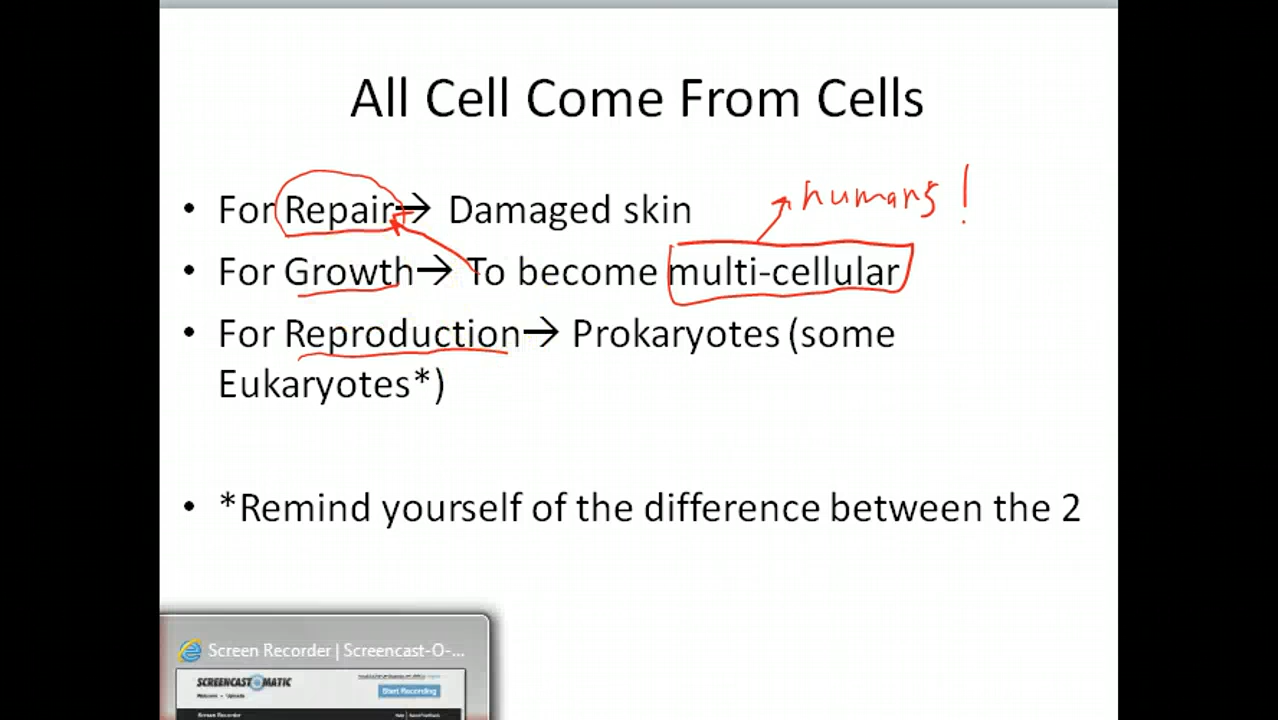 All Cell Come From Cells
humans !
• For Repair→ Damaged skin
• For Growth→ To become multi-cellular
• For Reproduction→ Prokaryotes (some
Eukaryotes*)
• *Remind yourself of the difference between the 2
Screen Recorder | Screencast-O-...
SCREENCAST-O-MATIC
Start Recording
Screen Recorder